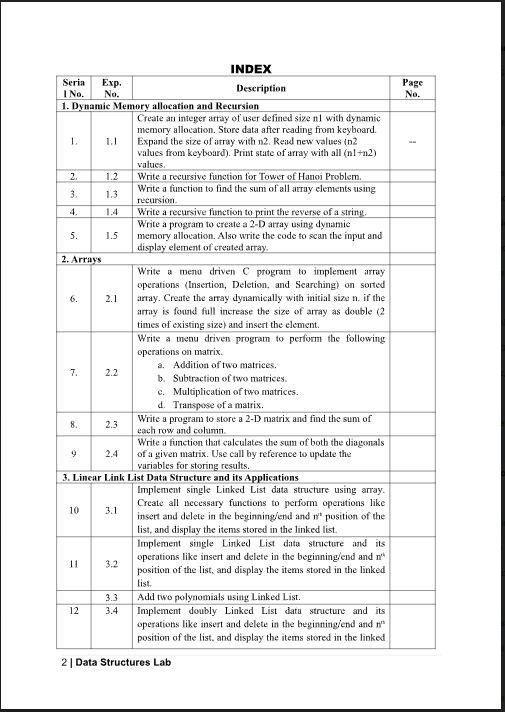 INDEX
Seria
l No.
Exp.
No.
Description
Page
No.
1. Dynamic Memory allocation and Recursion
1.
1.1
Create an integer array of user defined size n1 with dynamic
memory allocation. Store data after reading from keyboard.
Expand the size of array with n2. Read new values (n2
values from keyboard). Print state of array with all (n1+n2)
values.
--
2.
1.2
Write a recursive function for Tower of Hanoi Problem.
3.
1.3
Write a function to find the sum of all array elements using
recursion.
4.
1.4
Write a recursive function to print the reverse of a string.
5.
1.5
Write a program to create a 2-D array using dynamic
memory allocation. Also write the code to scan the input and
display element of created array.
2. Arrays
6.
2.1
Write a menu driven C program to implement array
operations (Insertion, Deletion, and Searching) on sorted
array. Create the array dynamically with initial size n. if the
array is found full increase the size of array as double (2
times of existing size) and insert the element.
7.
2.2
Write a menu driven program to perform the following
operations on matrix.
a. Addition of two matrices.
b. Subtraction of two matrices.
c. Multiplication of two matrices.
d. Transpose of a matrix.
8.
2.3
Write a program to store a 2-D matrix and find the sum of
each row and column.
9
2.4
Write a function that calculates the sum of both the diagonals
of a given matrix. Use call by reference to update the
variables for storing results.
3. Linear Link List Data Structure and its Applications
10
3.1
Implement single Linked List data structure using array.
Create all necessary functions to perform operations like
insert and delete in the beginning/end and nth position of the
list, and display the items stored in the linked list.
11
3.2
Implement single Linked List data structure and its
operations like insert and delete in the beginning/end and nth
position of the list, and display the items stored in the linked
list.
3.3
Add two polynomials using Linked List.
12
3.4
Implement doubly Linked List data structure and its
operations like insert and delete in the beginning/end and nth
position of the list, and display the items stored in the linked
2 | Data Structures Lab